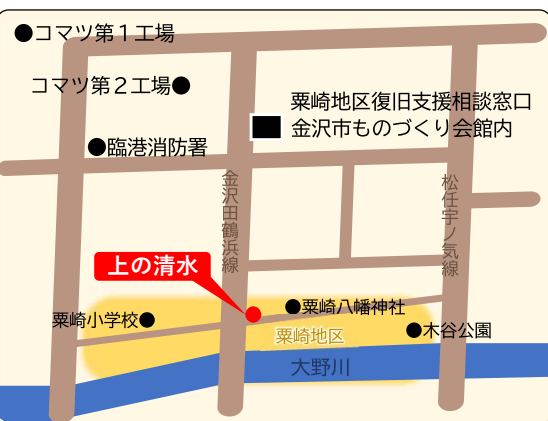 コマツ第1工場
コマツ第2工場
粟崎地区復旧支援相談窓口
金沢市ものづくり会館内
臨港消防署
金沢田鶴浜線
松任宇ノ気線
上の清水
粟崎八幡神社
粟崎小学校
粟崎地区
木谷公園
大野川